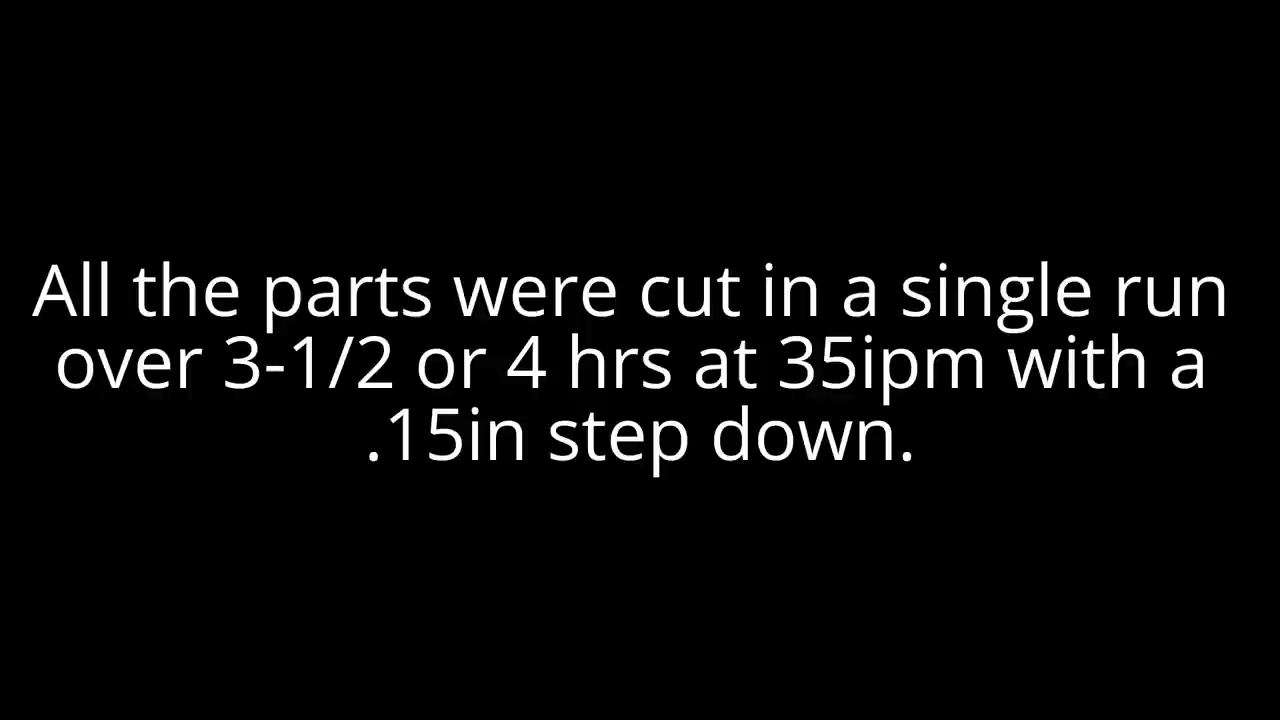 All the parts were cut in a single run
over 3-1/2 or 4 hrs at 35ipm with a
.15in step down.